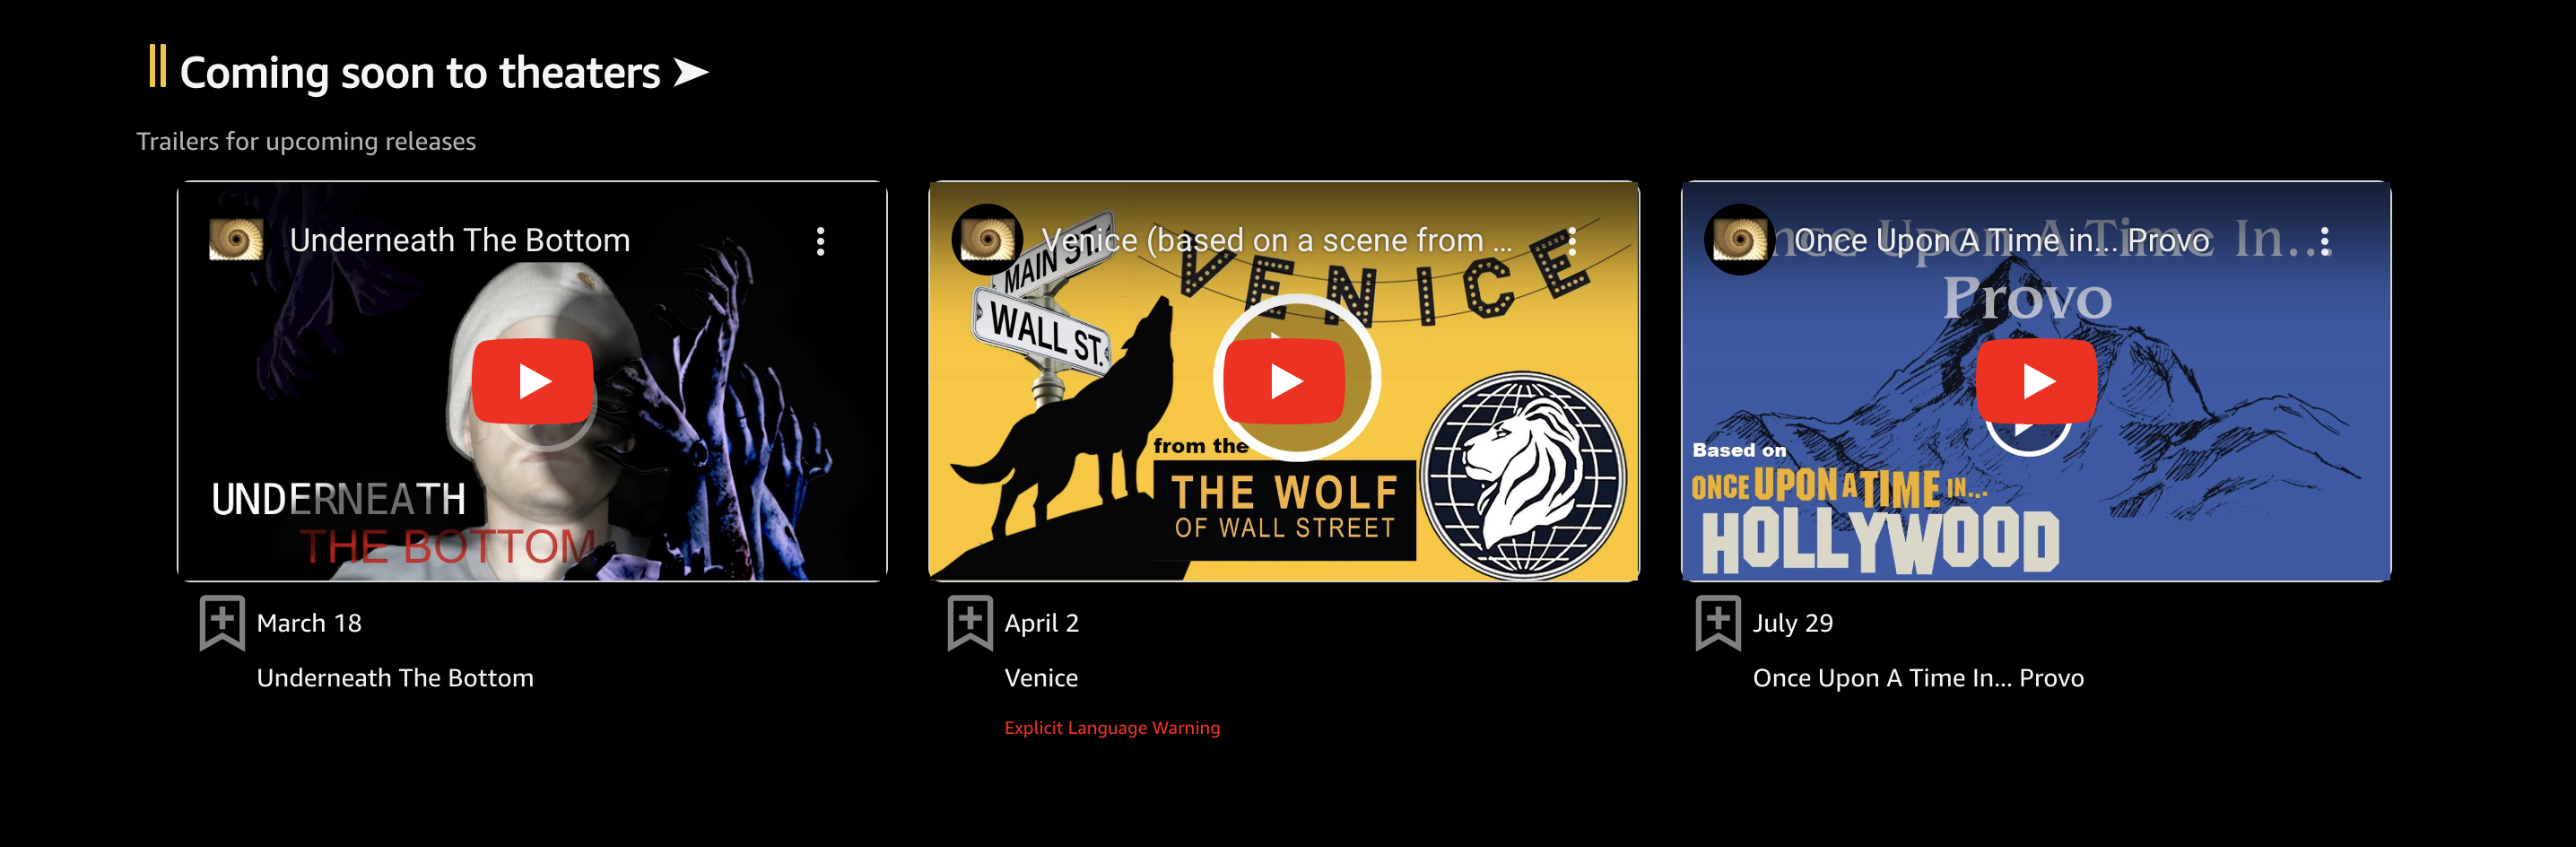 Coming soon to theaters ➤
Trailers for upcoming releases
Underneath The Bottom
UNDERNEATH
THE BOTTOM
March 18
Underneath The Bottom
Venice (based on a scene from ...
MAIN ST.
WALL ST.
VENICE
from the
THE WOLF
OF WALL STREET
April 2
Venice
Explicit Language Warning
Once Upon A Time in... Provo
Once Upon A Time In...
Provo
Based on
ONCE UPON A TIME IN...
HOLLYWOOD
July 29
Once Upon A Time In... Provo